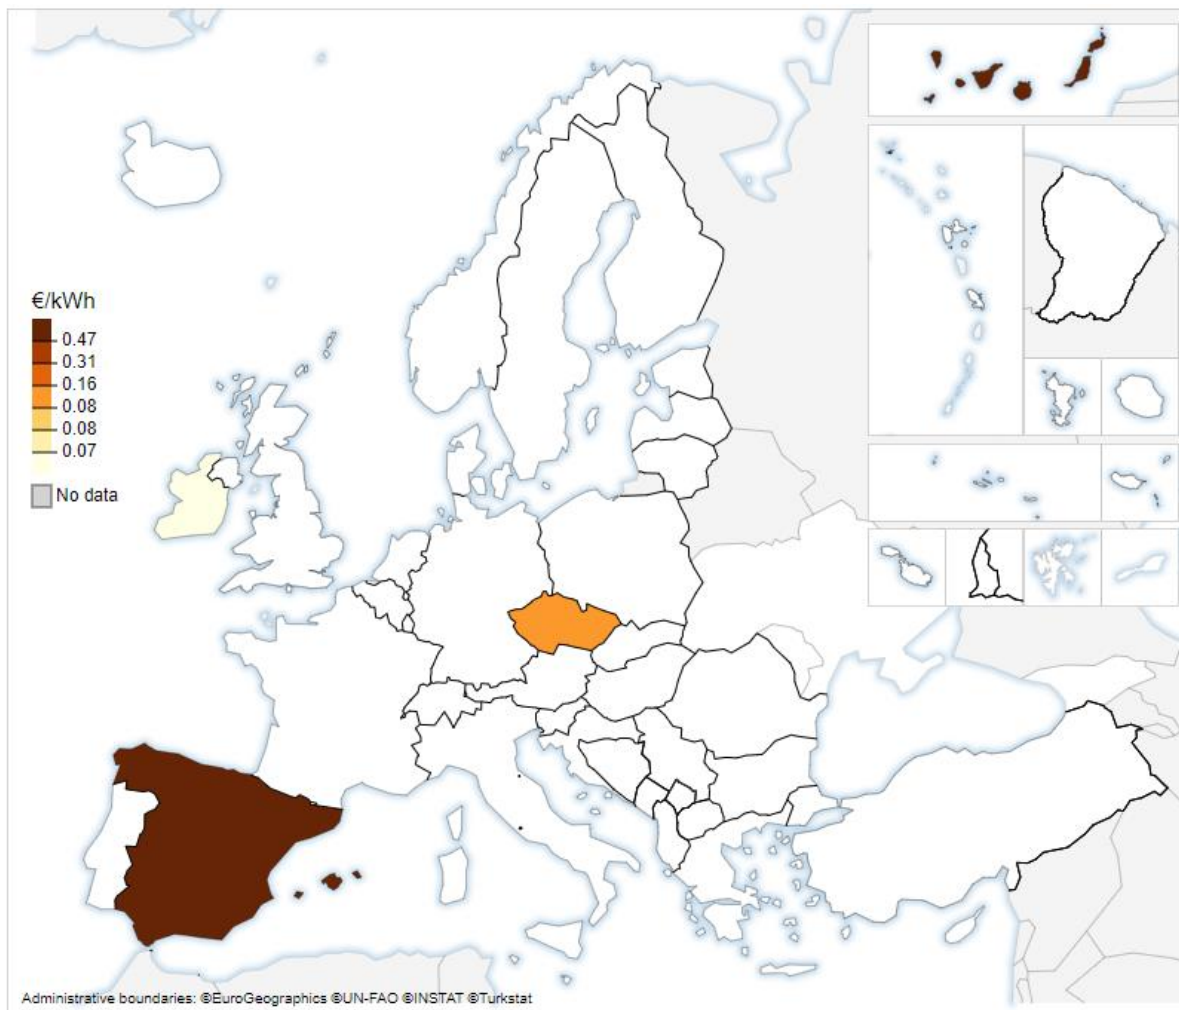 €/kWh
0.47
0.31
0.16
0.08
0.08
0.07
No data
Administrative boundaries: ©EuroGeographics ©UN-FAO ©INSTAT ©Turkstat